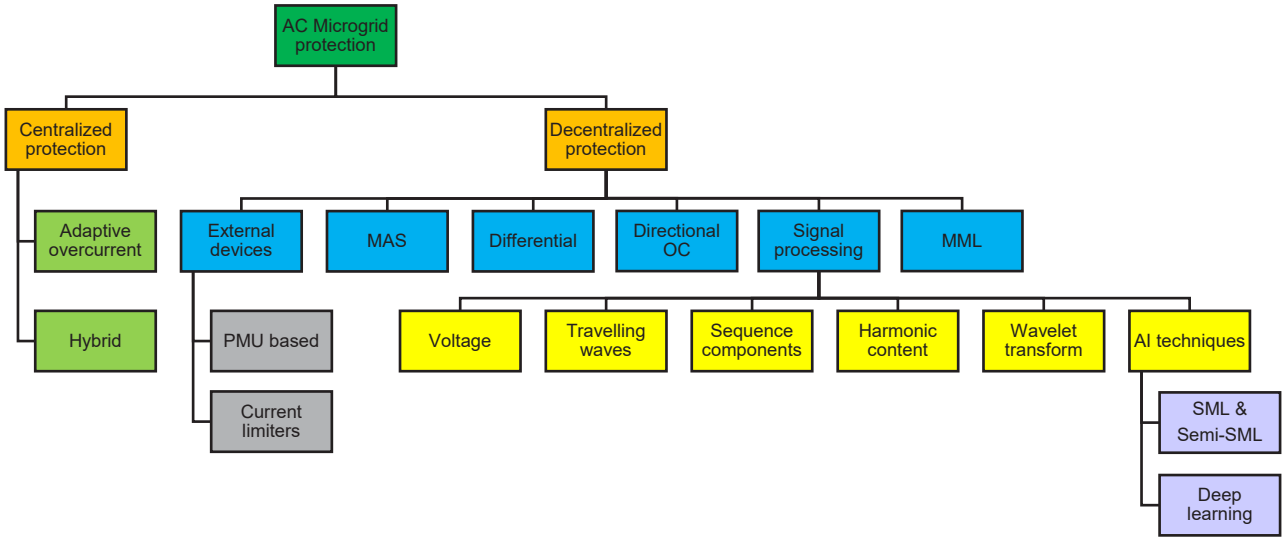 AC Microgrid
protection
Centralized
protection
Decentralized
protection
Adaptive
overcurrent
External
devices
MAS
Differential
Directional
OC
Signal
processing
MML
Hybrid
PMU based
Voltage
Travelling
waves
Sequence
components
Harmonic
content
Wavelet
transform
AI techniques
Current
limiters
SML &
Semi-SML
Deep
learning